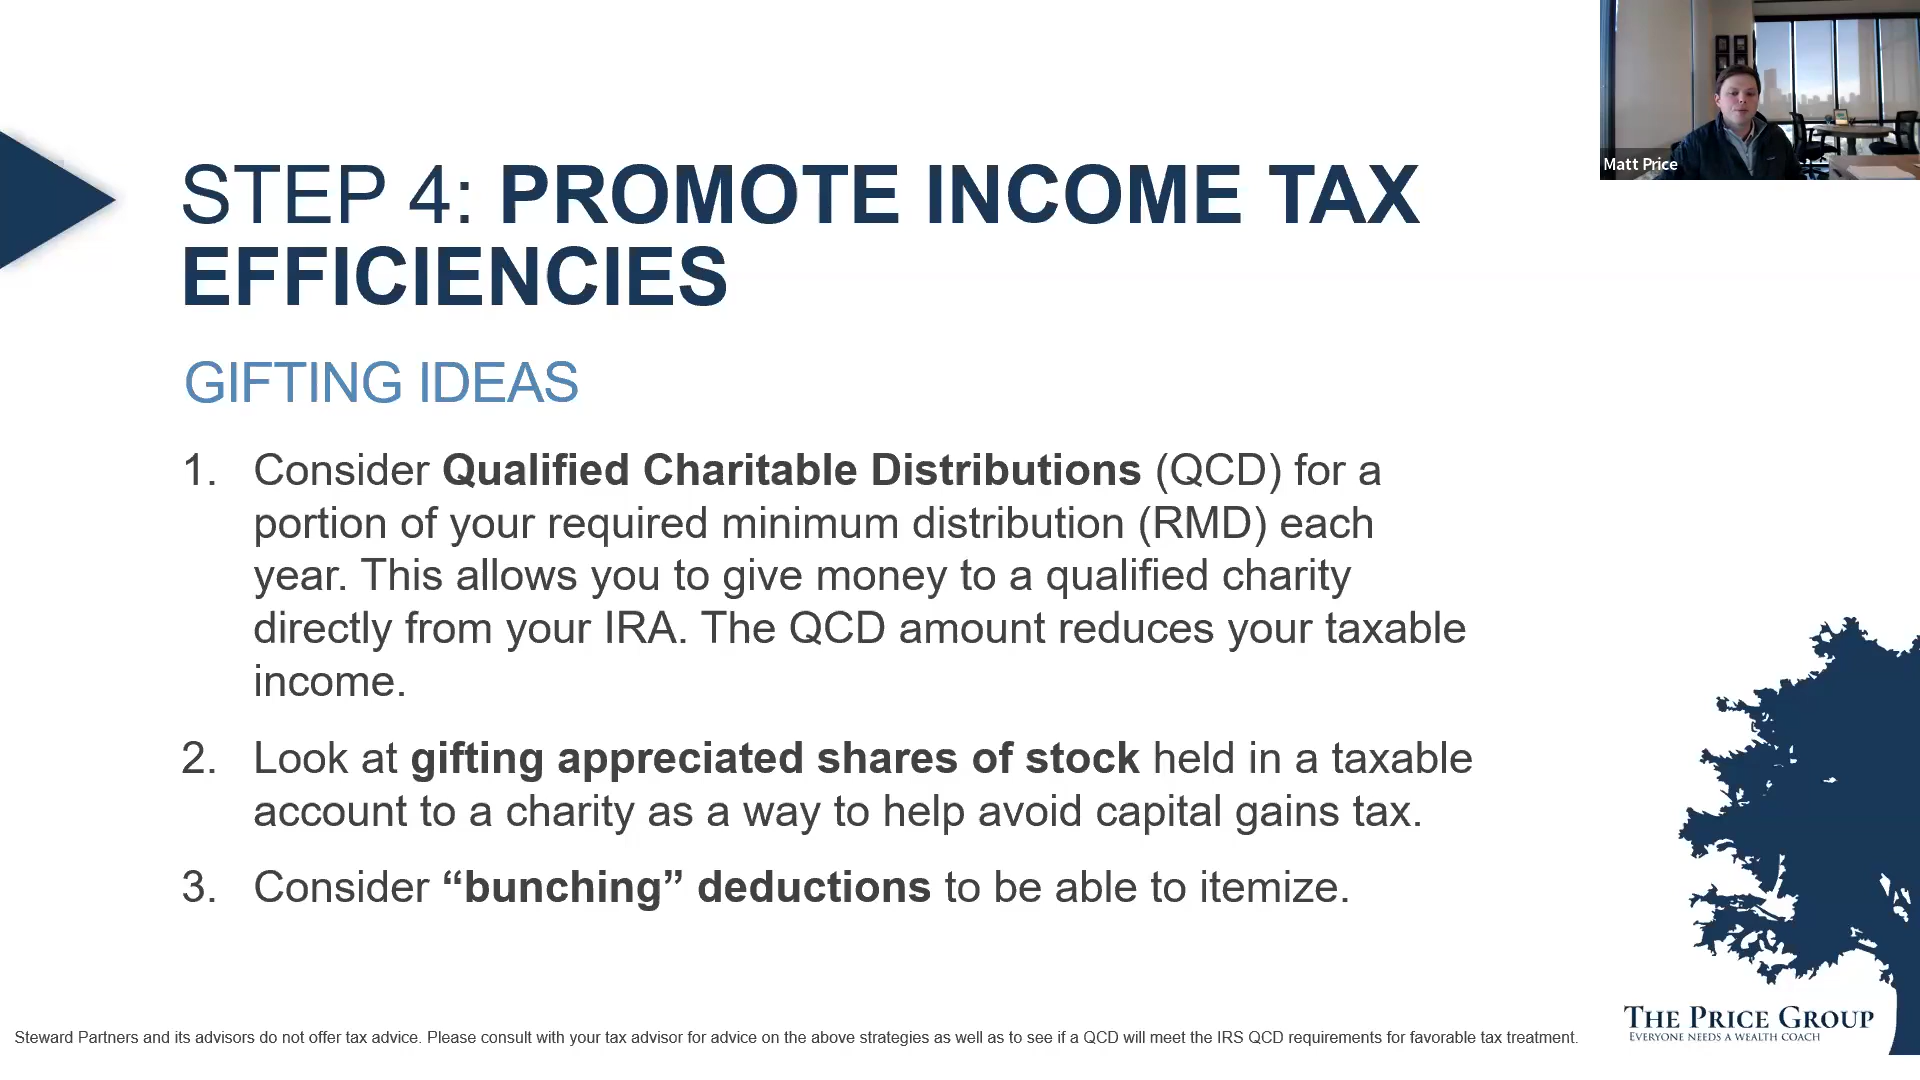 Matt Price
STEP 4: PROMOTE INCOME TAX
EFFICIENCIES
GIFTING IDEAS
1. Consider Qualified Charitable Distributions (QCD) for a
portion of your required minimum distribution (RMD) each
year. This allows you to give money to a qualified charity
directly from your IRA. The QCD amount reduces your taxable
income.
2. Look at gifting appreciated shares of stock held in a taxable
account to a charity as a way to help avoid capital gains tax.
3. Consider “bunching” deductions to be able to itemize.
THE PRICE GROUP
EVERYONE NEEDS A WEALTH COACH
Steward Partners and its advisors do not offer tax advice. Please consult with your tax advisor for advice on the above strategies as well as to see if a QCD will meet the IRS QCD requirements for favorable tax treatment.